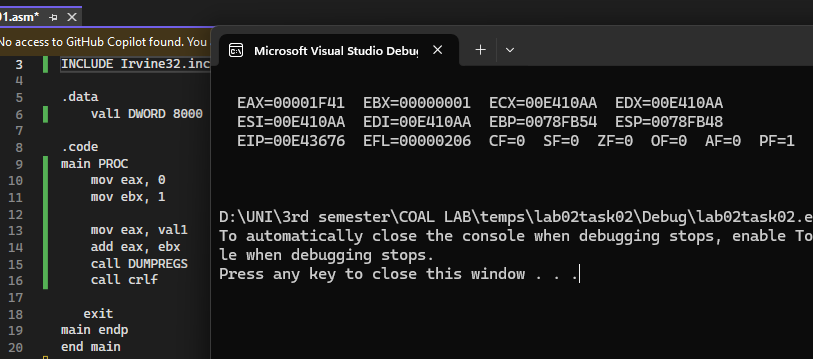 01.asm*
No access to GitHub Copilot found. You
3 INCLUDE Irvine32.inc
4
5 .data
6 val1 DWORD 8000
7
8 .code
9 main PROC
10 mov eax, 0
11 mov ebx, 1
12
13 mov eax, val1
14 add eax, ebx
15 call DUMPREGS
16 call crlf
17
18 exit
19 main endp
20 end main
Microsoft Visual Studio Debug
EAX=00001F41 EBX=00000001 ECX=00E410AA EDX=00E410AA
ESI=00E410AA EDI=00E410AA EBP=0078FB54 ESP=0078FB48
EIP=00E43676 EFL=00000206 CF=0 SF=0 ZF=0 OF=0 AF=0 PF=1
D:\UNI\3rd semester\COAL LAB\temps\lab02task02\Debug\lab02task02.e
To automatically close the console when debugging stops, enable To
le when debugging stops.
Press any key to close this window . . .